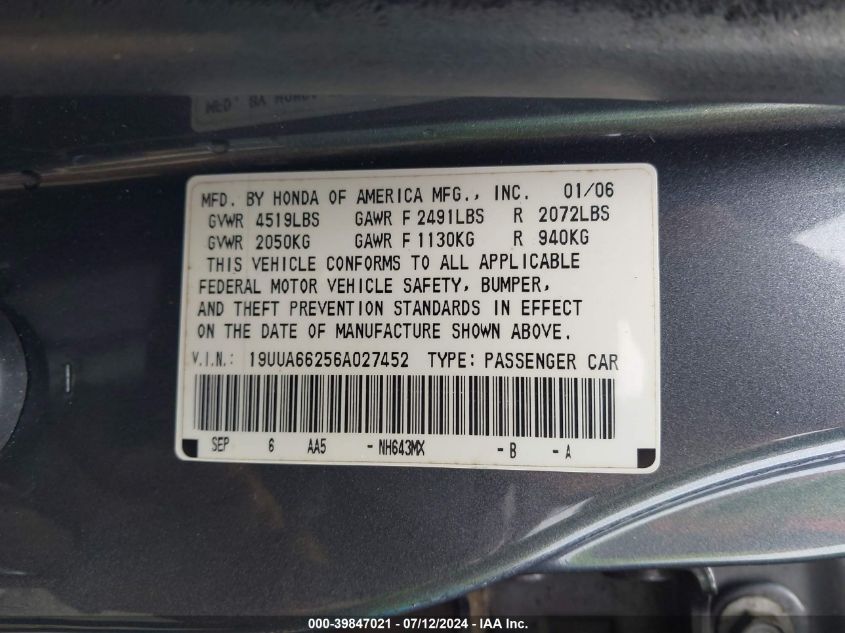 MFD. BY HONDA OF AMERICA MFG., INC. 01/06
GVWR 4519LBS GAWR F 2491LBS R 2072LBS
GVWR 2050KG GAWR F 1130KG R 940KG
THIS VEHICLE CONFORMS TO ALL APPLICABLE
FEDERAL MOTOR VEHICLE SAFETY, BUMPER,
AND THEFT PREVENTION STANDARDS IN EFFECT
ON THE DATE OF MANUFACTURE SHOWN ABOVE.
V.I.N.: 19UUA66256A027452 TYPE: PASSENGER CAR
SEP 6 AA5 - NH643MX - B - A
000-39847021 - 07/12/2024 - IAA Inc.